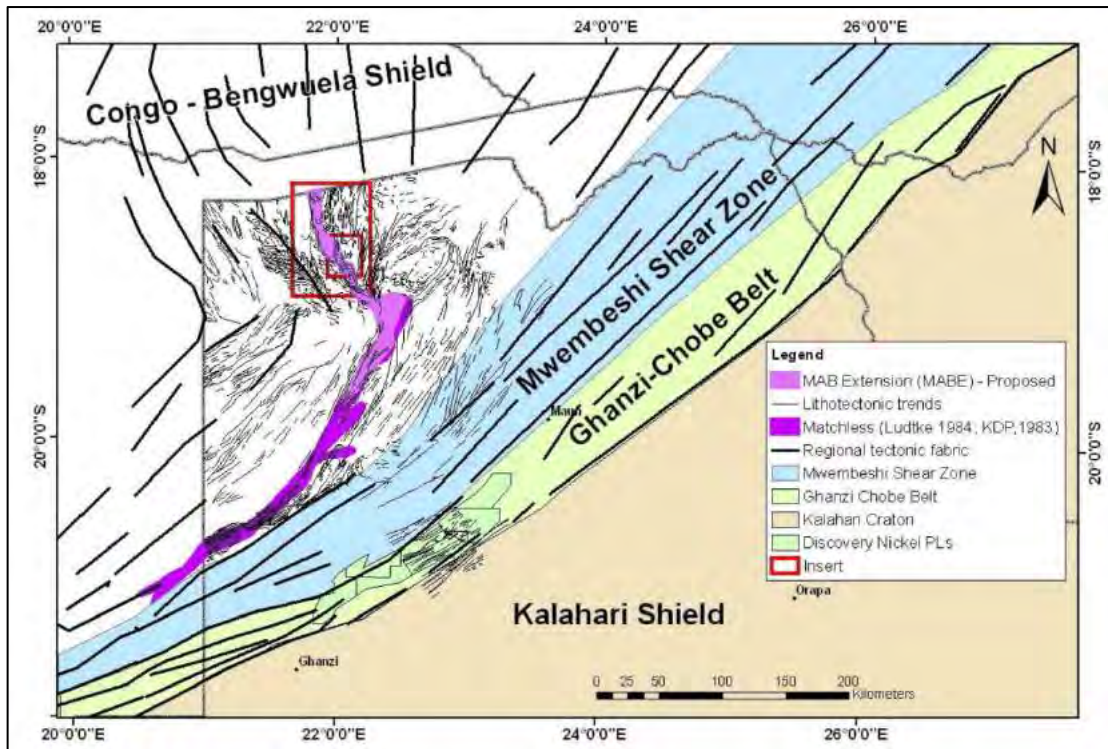 20°0'0"E 22°0'0"E 24°0'0"E 26°0'0"E
Congo - Bengwuela Shield
18°0'0"S
18°0'0"S
N
Mwembeshi Shear Zone
Ghanzi-Chobe Belt
Maun
20°0'0"S
20°0'0"S
Legend
MAB Extension (MABE) - Proposed
Lithotectonic trends
Matchless (Ludtke 1984, KDP,1983)
Regional tectonic fabric
Mwembeshi Shear Zone
Ghanzi Chobe Belt
Kalahan Craton
Discovery Nickel PLs
Insert
Orapa
Kalahari Shield
Ghanzi
0 25 50 100 150 200
Kilometers
20°0'0"E 22°0'0"E 24°0'0"E 26°0'0"E